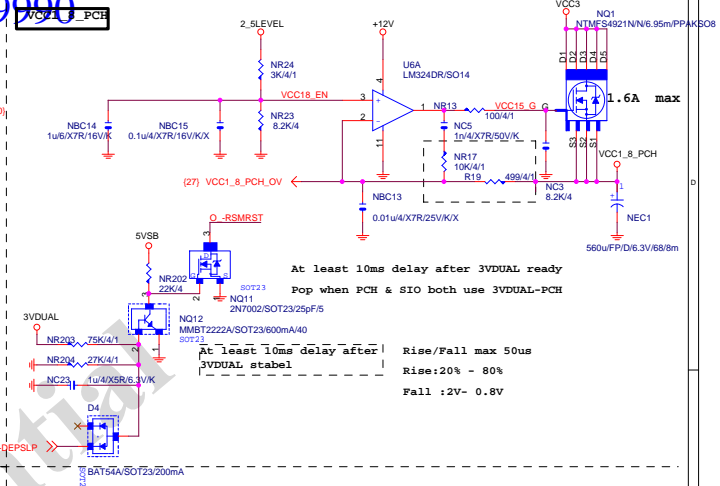 VCC1_8_PCH
2_5LEVEL
+12V
VCC3
NQ1
NTMFS4921N/N/6.95m/PPAKSO8
D1
D2
D3
D4
D5
G
S3
S2
S1
1.6A max
NR24
3K/4/1
U6A
LM324DR/SO14
VCC18_EN
3
2
4
11
1
+
-
NR13
100/4/1
VCC15_G
NBC14
1u/6/X7R/16V/K
NBC15
0.1u/4/X7R/16V/K/X
NR23
8.2K/4
NC5
1n/4/X7R/50V/K
NR17
10K/4/1
R19
499/4/1
VCC1_8_PCH
{27} VCC1_8_PCH_OV
NBC13
0.01u/4/X7R/25V/K/X
NC3
8.2K/4
1
+
NEC1
560u/FP/D/6.3V/68/8m
D
O_-RSMRST
5VSB
3
D
G
S
2
NR202
22K/4
SOT23
NQ11
2N7002/SOT23/25pF/5
At least 10ms delay after 3VDUAL ready
Pop when PCH & SIO both use 3VDUAL-PCH
3
NQ12
MMBT2222A/SOT23/600mA/40
SOT23
2
1
3VDUAL
NR203
75K/4/1
NR204
27K/4/1
NC23
1u/4/X5R/6.3V/K
At least 10ms delay after
3VDUAL stabel
Rise/Fall max 50us
Rise:20% - 80%
Fall :2V- 0.8V
D4
-DEPSLP
BAT54A/SOT23/200mA